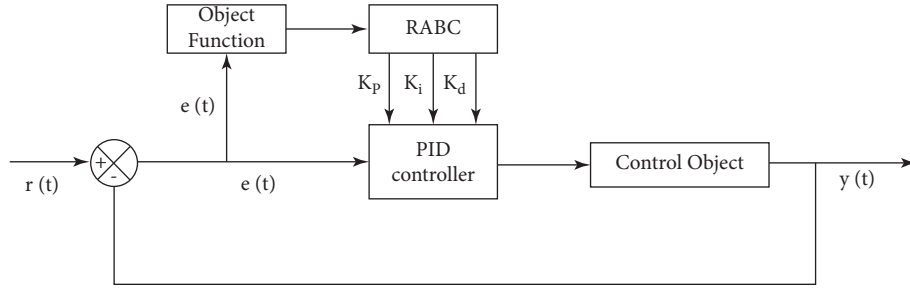 Object
Function
RABC
K_P K_i K_d
e (t)
+
-
r (t)
e (t)
PID
controller
Control Object
y (t)